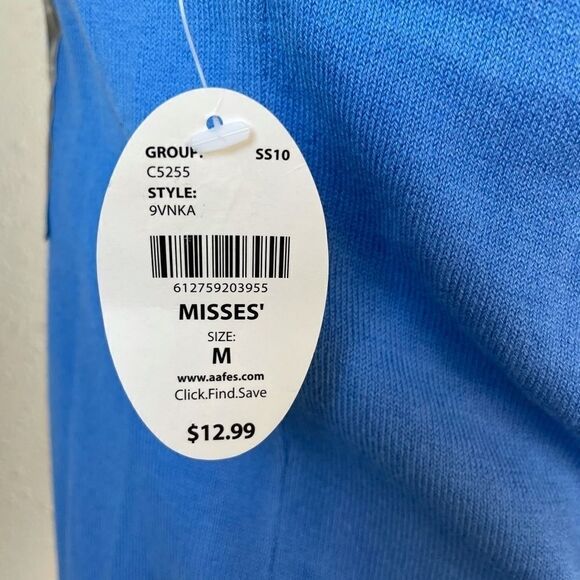 GROUP: SS10
C5255
STYLE:
9VNKA
612759203955
MISSES'
SIZE:
M
www.aafes.com
Click.Find.Save
$12.99